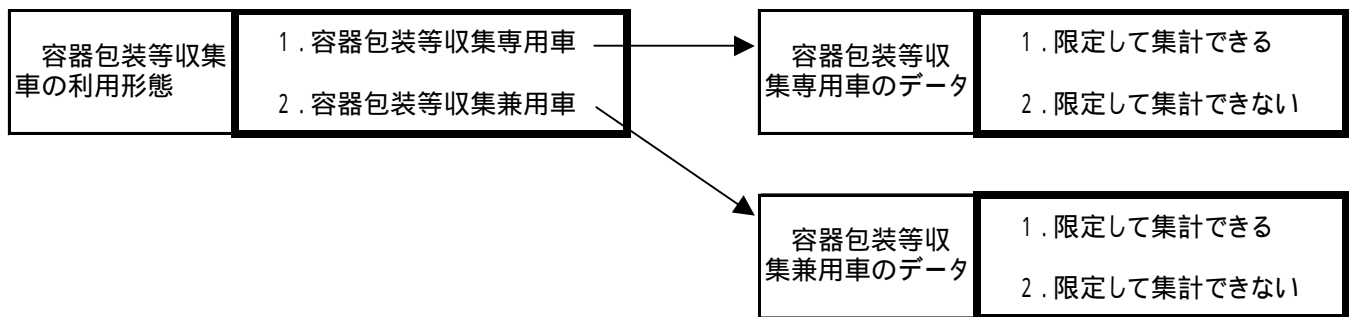 容器包装等収集
車の利用形態
1．容器包装等収集専用車
2．容器包装等収集兼用車
容器包装等収
集専用車のデータ
1．限定して集計できる
2．限定して集計できない
容器包装等収
集兼用車のデータ
1．限定して集計できる
2．限定して集計できない